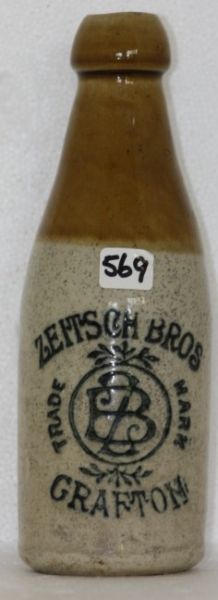 569
ZEITSCH BROS
TRADE MARK
ZB
GRAFTON